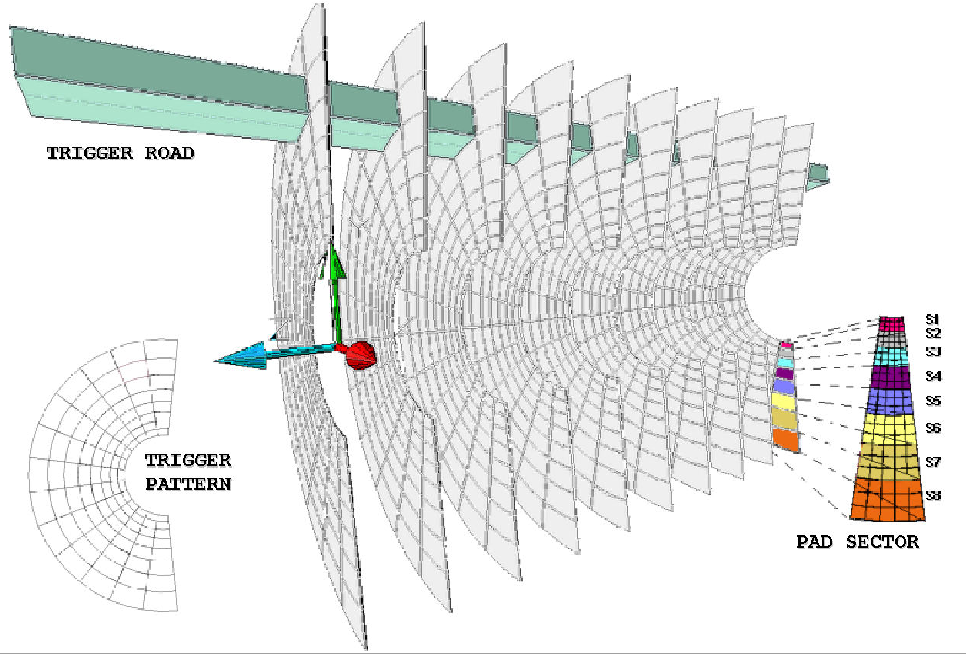 TRIGGER ROAD
S1
S2
S3
S4
S5
S6
S7
S8
TRIGGER
PATTERN
PAD SECTOR